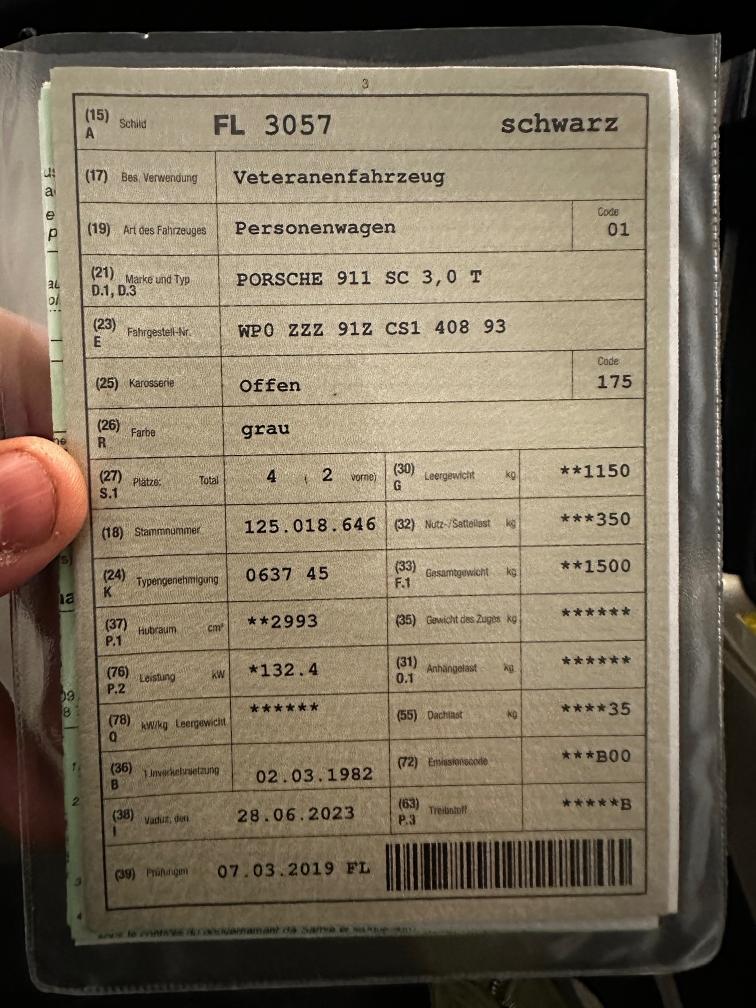 3
(15) A Schild FL 3057 schwarz
(17) Bes. Verwendung Veteranenfahrzeug
(19) Art des Fahrzeuges Personenwagen Code 01
(21) D.1, D.3 Marke und Typ PORSCHE 911 SC 3,0 T
(23) E Fahrgestell-Nr. WP0 ZZZ 91Z CS1 408 93
(25) Karosserie Offen Code 175
(26) R Farbe grau
(27) S.1 Plätze: Total 4 ( 2 vorne) (30) G Leergewicht kg **1150
(18) Stammnummer 125.018.646 (32) Nutz-/Sattellast kg ***350
(24) K Typengenehmigung 0637 45 (33) F.1 Gesamtgewicht kg **1500
(37) P.1 Hubraum cm³ **2993 (35) Gewicht des Zuges kg ******
(76) P.2 Leistung kW *132.4 (31) O.1 Anhängelast kg ******
(78) Q kW/kg Leergewicht ****** (55) Dachlast kg ****35
(36) B 1.Inverkehrsetzung 02.03.1982 (72) Emissionscode ***B00
(38) I Vaduz, den 28.06.2023 (63) P.3 Treibstoff *****B
(39) Prüfungen 07.03.2019 FL